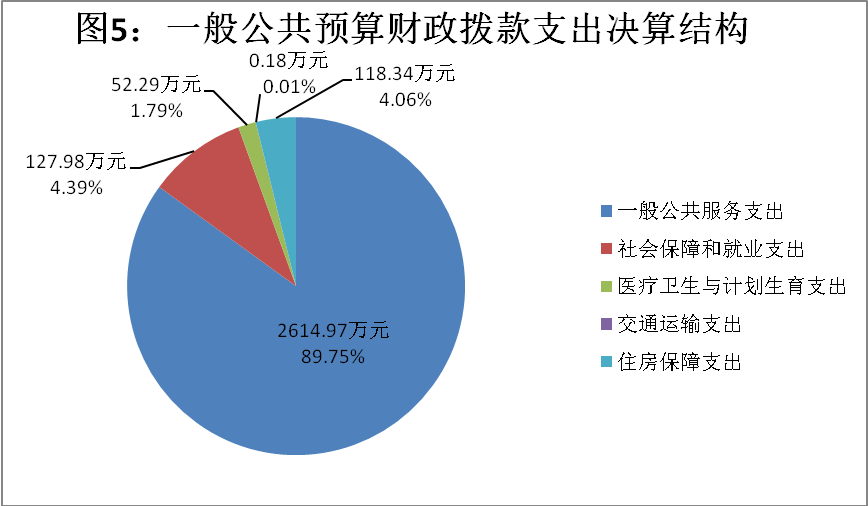 图5：一般公共预算财政拨款支出决算结构
0.18万元
0.01%
118.34万元
4.06%
52.29万元
1.79%
127.98万元
4.39%
2614.97万元
89.75%
一般公共服务支出
社会保障和就业支出
医疗卫生与计划生育支出
交通运输支出
住房保障支出